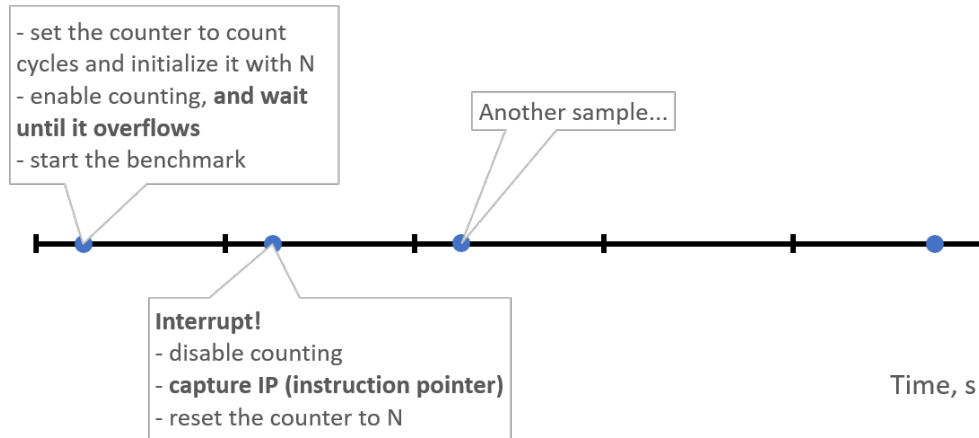 - set the counter to count
cycles and initialize it with N
- enable counting, and wait
until it overflows
- start the benchmark
Another sample...
Interrupt!
- disable counting
- capture IP (instruction pointer)
- reset the counter to N
Time, s